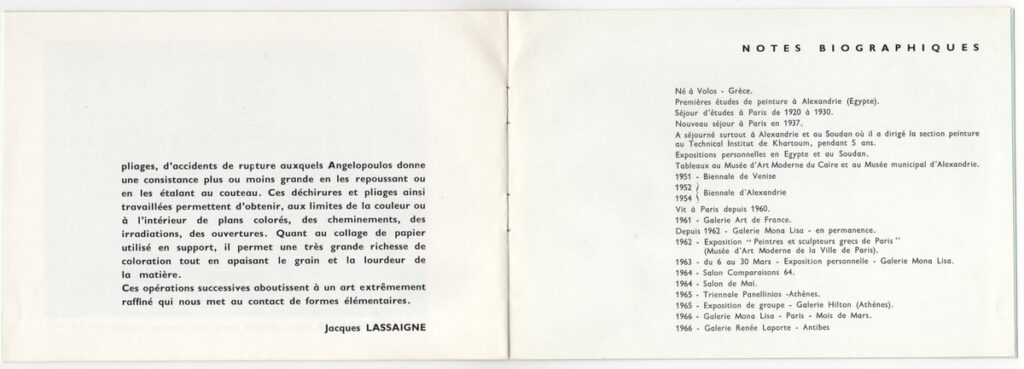 pliages, d'accidents de rupture auxquels Angelopoulos donne
une consistance plus ou moins grande en les repoussant ou
en les étalant au couteau. Ces déchirures et pliages ainsi
travaillées permettent d'obtenir, aux limites de la couleur ou
à l'intérieur de plans colorés, des cheminements, des
irradiations, des ouvertures. Quant au collage de papier
utilisé en support, il permet une très grande richesse de
coloration tout en apaisant le grain et la lourdeur de
la matière.
Ces opérations successives aboutissent à un art extrêmement
raffiné qui nous met au contact de formes élémentaires.
Jacques LASSAIGNE
NOTES BIOGRAPHIQUES
Né à Volos - Grèce.
Premières études de peinture à Alexandrie (Egypte).
Séjour d'études à Paris de 1920 à 1930.
Nouveau séjour à Paris en 1937.
A séjourné surtout à Alexandrie et au Soudan où il a dirigé la section peinture
au Technical Institut de Khartoum, pendant 5 ans.
Expositions personnelles en Egypte et au Soudan.
Tableaux au Musée d'Art Moderne du Caire et au Musée municipal d'Alexandrie.
1951 - Biennale de Venise
1952
1954 } Biennale d'Alexandrie
Vit à Paris depuis 1960.
1961 - Galerie Art de France.
Depuis 1962 - Galerie Mona Lisa - en permanence.
1962 - Exposition " Peintres et sculpteurs grecs de Paris "
(Musée d'Art Moderne de la Ville de Paris).
1963 - du 6 au 30 Mars - Exposition personnelle - Galerie Mona Lisa.
1964 - Salon Comparaisons 64.
1964 - Salon de Mai.
1965 - Triennale Panellinios -Athènes.
1965 - Exposition de groupe - Galerie Hilton (Athènes).
1966 - Galerie Mona Lisa - Paris - Mois de Mars.
1966 - Galerie Renée Laporte - Antibes